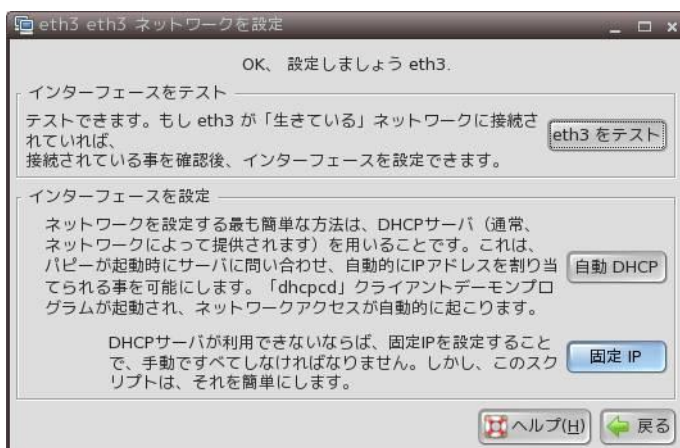 eth3 eth3 ネットワークを設定
OK、 設定しましょう eth3.
インターフェースをテスト
テストできます。もし eth3 が「生きている」ネットワークに接続さ
れていれば、
接続されている事を確認後、インターフェースを設定できます。
eth3 をテスト
インターフェースを設定
ネットワークを設定する最も簡単な方法は、DHCPサーバ（通常、
ネットワークによって提供されます）を用いることです。これは、
パピーが起動時にサーバに問い合わせ、自動的にIPアドレスを割り当
てられる事を可能にします。「dhcpcd」クライアントデーモンプロ
グラムが起動され、ネットワークアクセスが自動的に起こります。
自動 DHCP
DHCPサーバが利用できないならば、固定IPを設定すること
で、手動ですべてしなければなりません。しかし、このスク
リプトは、それを簡単にします。
固定 IP
ヘルプ(H)
戻る